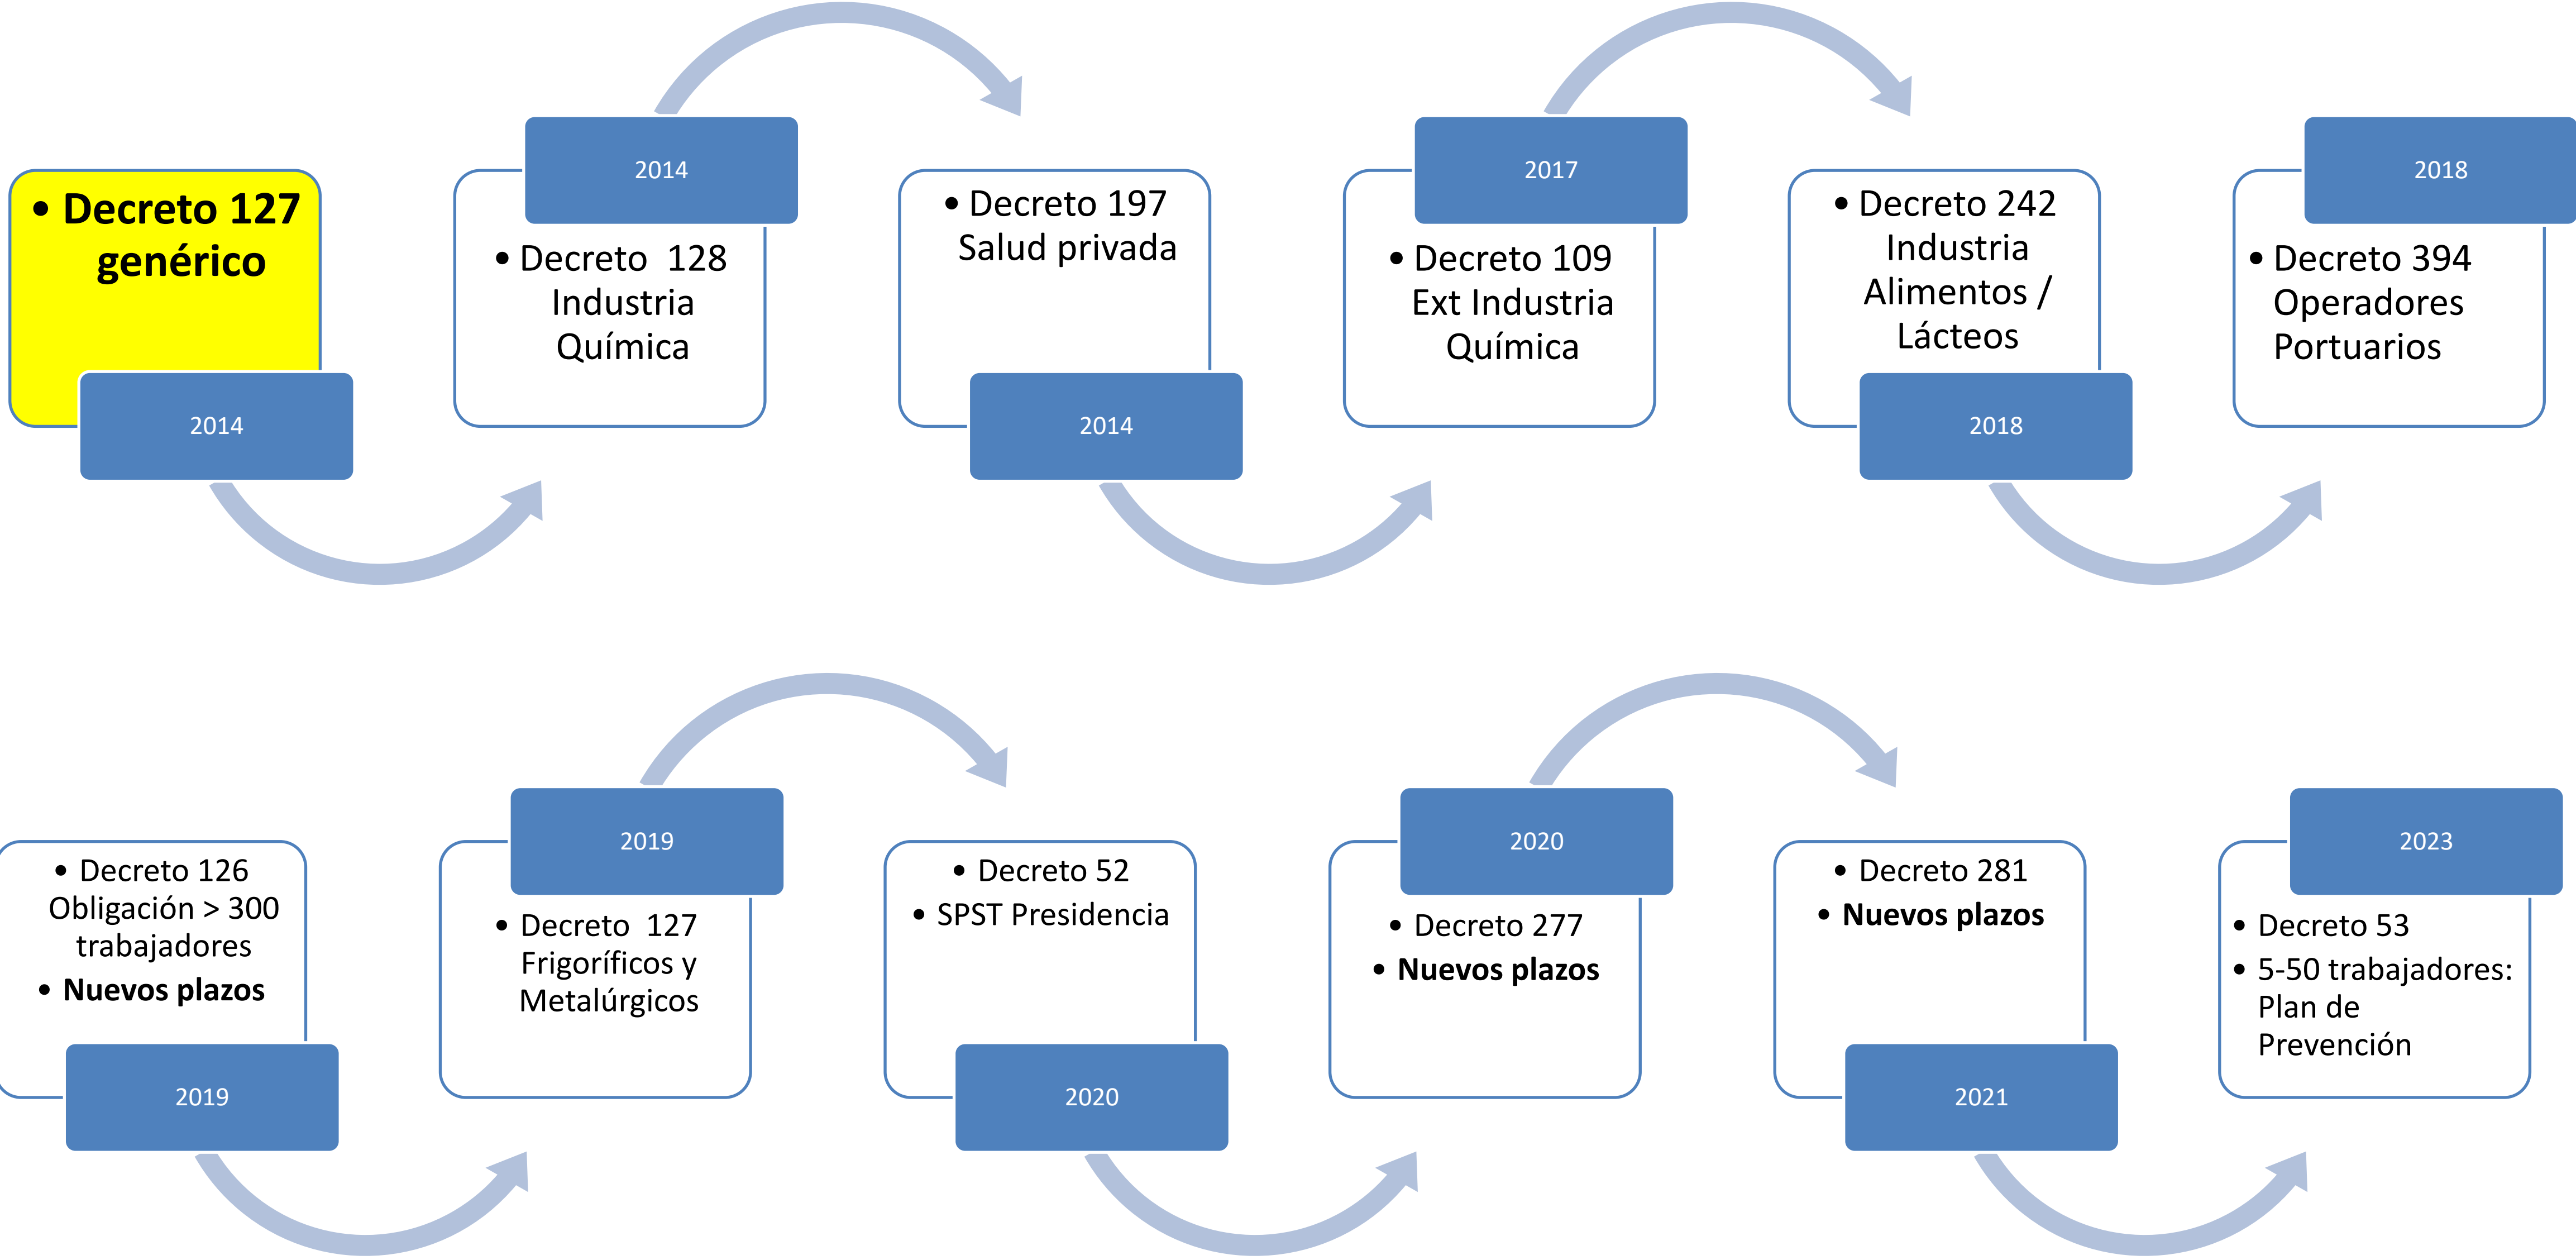 • Decreto 127
genérico
2014
2014
• Decreto  128
Industria
Química
• Decreto 197
Salud privada
2014
2017
• Decreto 109
Ext Industria
Química
• Decreto 242
Industria
Alimentos /
Lácteos
2018
2018
• Decreto 394
Operadores
Portuarios
• Decreto 126
Obligación > 300
trabajadores
• Nuevos plazos
2019
2019
• Decreto  127
Frigoríficos y
Metalúrgicos
• Decreto 52
• SPST Presidencia
2020
2020
• Decreto 277
• Nuevos plazos
• Decreto 281
• Nuevos plazos
2021
2023
• Decreto 53
• 5-50 trabajadores:
Plan de
Prevención